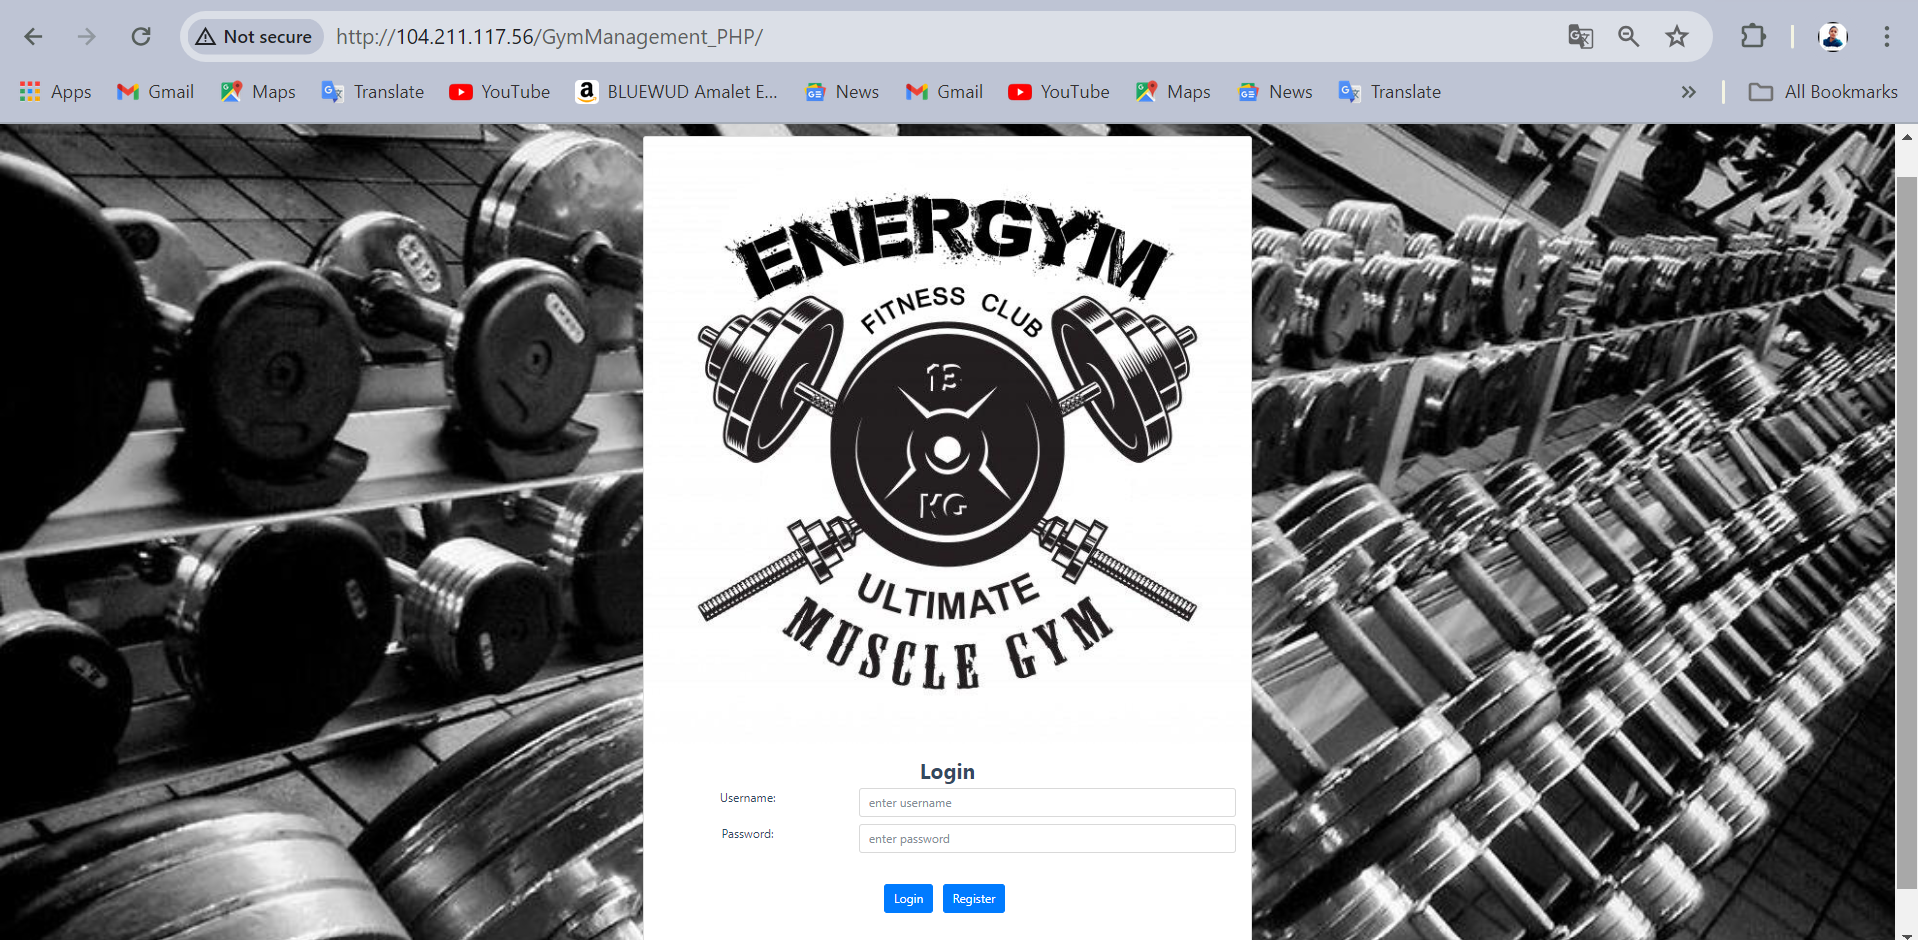 Not secure http://104.211.117.56/GymManagement_PHP/
Apps Gmail Maps Translate YouTube BLUEWUD Amalet E... News Gmail YouTube Maps News Translate » All Bookmarks
ENERGYM
FITNESS CLUB
13
KG
ULTIMATE
MUSCLE GYM
Login
Username: enter username
Password: enter password
Login Register